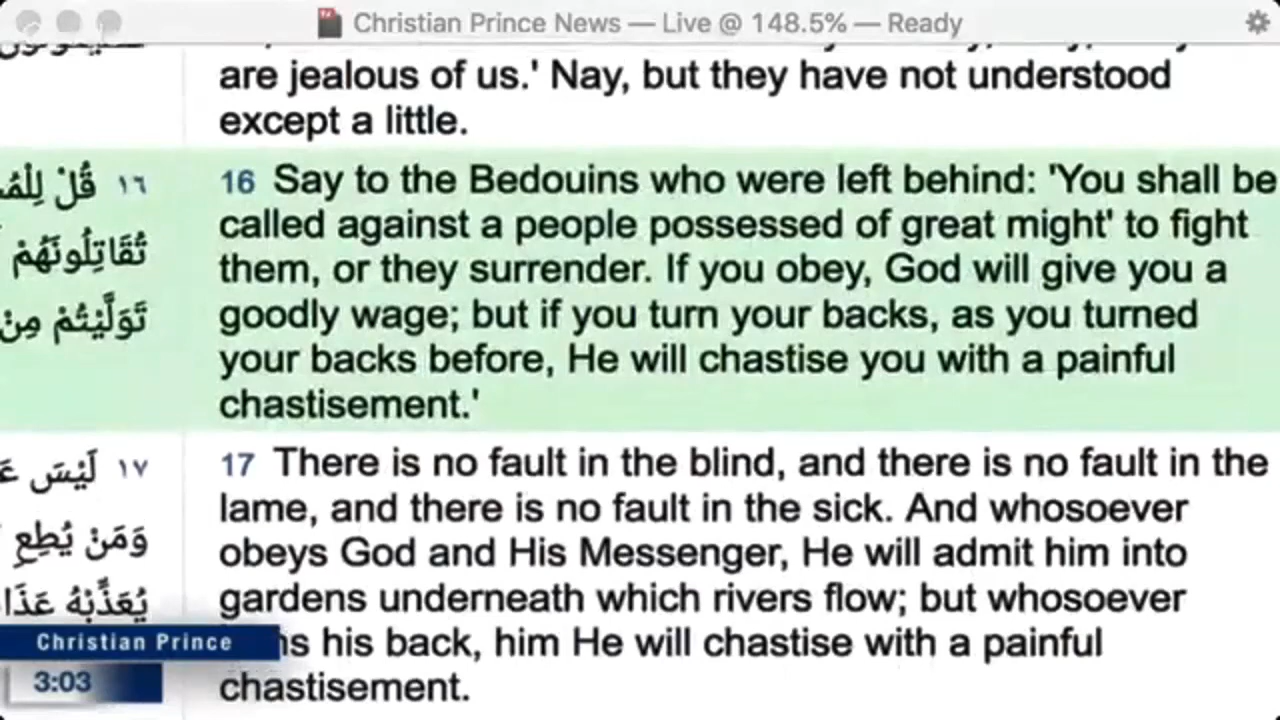 Christian Prince News — Live @ 148.5% — Ready
are jealous of us.' Nay, but they have not understood
except a little.
١٦ قُلْ
16 Say to the Bedouins who were left behind: 'You shall be
called against a people possessed of great might' to fight
them, or they surrender. If you obey, God will give you a
goodly wage; but if you turn your backs, as you turned
your backs before, He will chastise you with a painful
chastisement.'
تُقَاتِلُونَهُمْ
تَوَلَّيْتُمْ مِنْ
١٧ لَيْسَ
17 There is no fault in the blind, and there is no fault in the
lame, and there is no fault in the sick. And whosoever
obeys God and His Messenger, He will admit him into
gardens underneath which rivers flow; but whosoever
his back, him He will chastise with a painful
chastisement.
وَمَنْ يُطِعِ
يُعَذِّبْهُ
Christian Prince
3:03